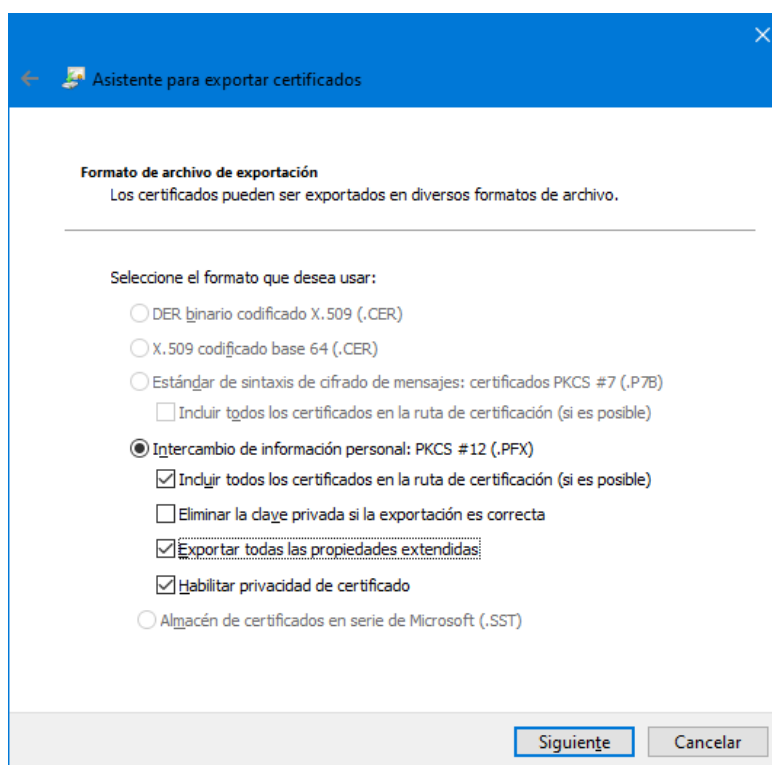 Asistente para exportar certificados
Formato de archivo de exportación
Los certificados pueden ser exportados en diversos formatos de archivo.
Seleccione el formato que desea usar:
DER binario codificado X.509 (.CER)
X.509 codificado base 64 (.CER)
Estándar de sintaxis de cifrado de mensajes: certificados PKCS #7 (.P7B)
Incluir todos los certificados en la ruta de certificación (si es posible)
Intercambio de información personal: PKCS #12 (.PFX)
Incluir todos los certificados en la ruta de certificación (si es posible)
Eliminar la clave privada si la exportación es correcta
Exportar todas las propiedades extendidas
Habilitar privacidad de certificado
Almacén de certificados en serie de Microsoft (.SST)
Siguiente Cancelar